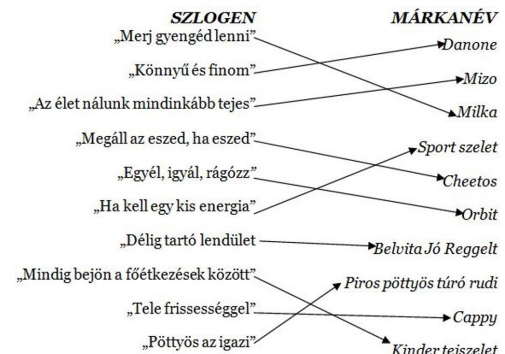 SZLOGEN MÁRKANÉV
„Merj gyengéd lenni”
Danone
„Könnyű és finom”
Mizo
„Az élet nálunk mindinkább tejes”
Milka
„Megáll az eszed, ha eszed”
Sport szelet
„Egyél, igyál, rágózz”
Cheetos
„Ha kell egy kis energia”
Orbit
„Délig tartó lendület
Belvita Jó Reggelt
„Mindig bejön a főétkezések között”
Piros pöttyös túró rudi
„Tele frissességgel”
Cappy
„Pöttyös az igazi”
Kinder tejszelet